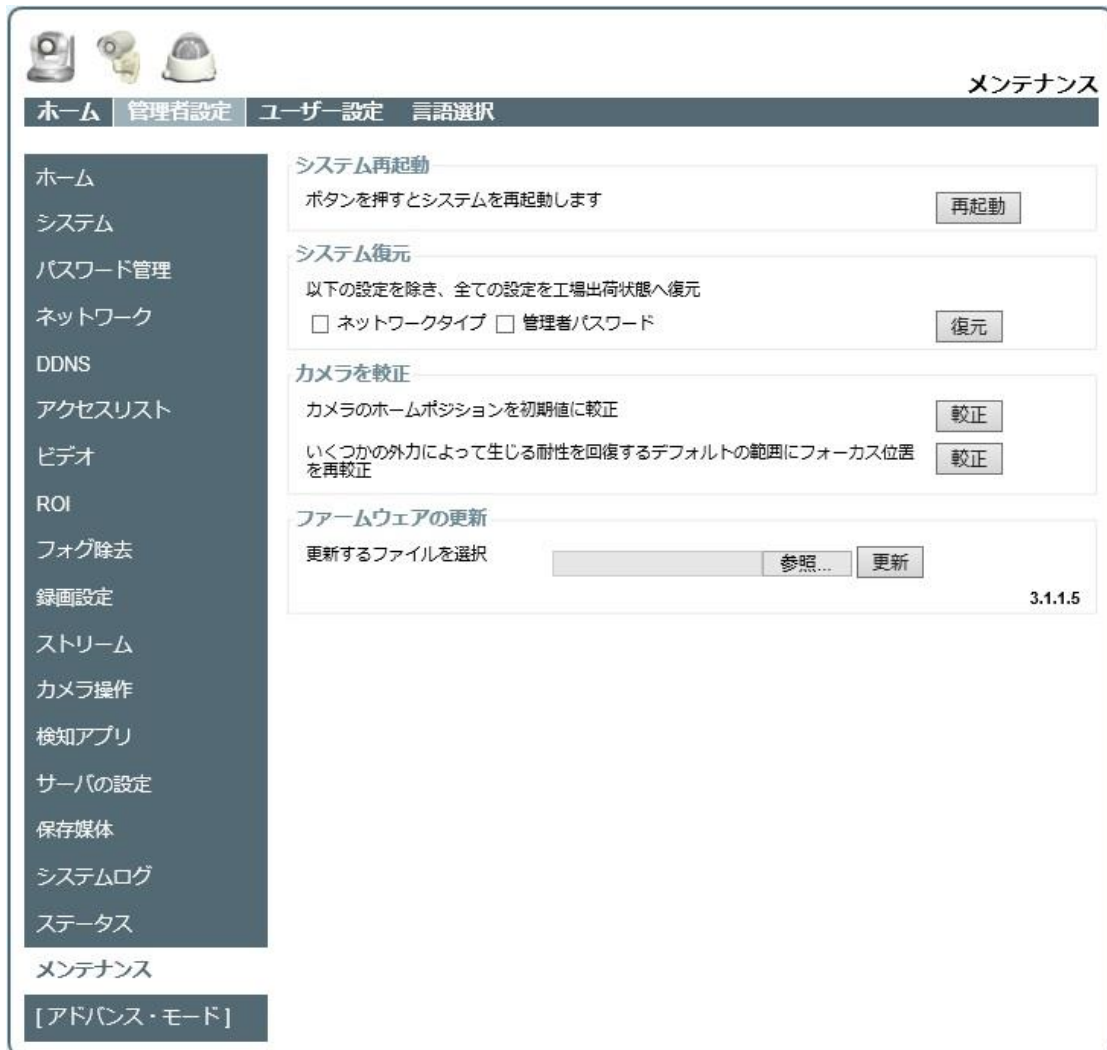 メンテナンス
ホーム 管理者設定 ユーザー設定 言語選択
ホーム
システム
パスワード管理
ネットワーク
DDNS
アクセスリスト
ビデオ
ROI
フォグ除去
録画設定
ストリーム
カメラ操作
検知アプリ
サーバの設定
保存媒体
システムログ
ステータス
メンテナンス
[アドバンス・モード]
システム再起動
ボタンを押すとシステムを再起動します 再起動
システム復元
以下の設定を除き、全ての設定を工場出荷状態へ復元
ネットワークタイプ 管理者パスワード 復元
カメラを較正
カメラのホームポジションを初期値に較正 較正
いくつかの外力によって生じる耐性を回復するデフォルトの範囲にフォーカス位置
を再較正 較正
ファームウェアの更新
更新するファイルを選択 参照... 更新
3.1.1.5